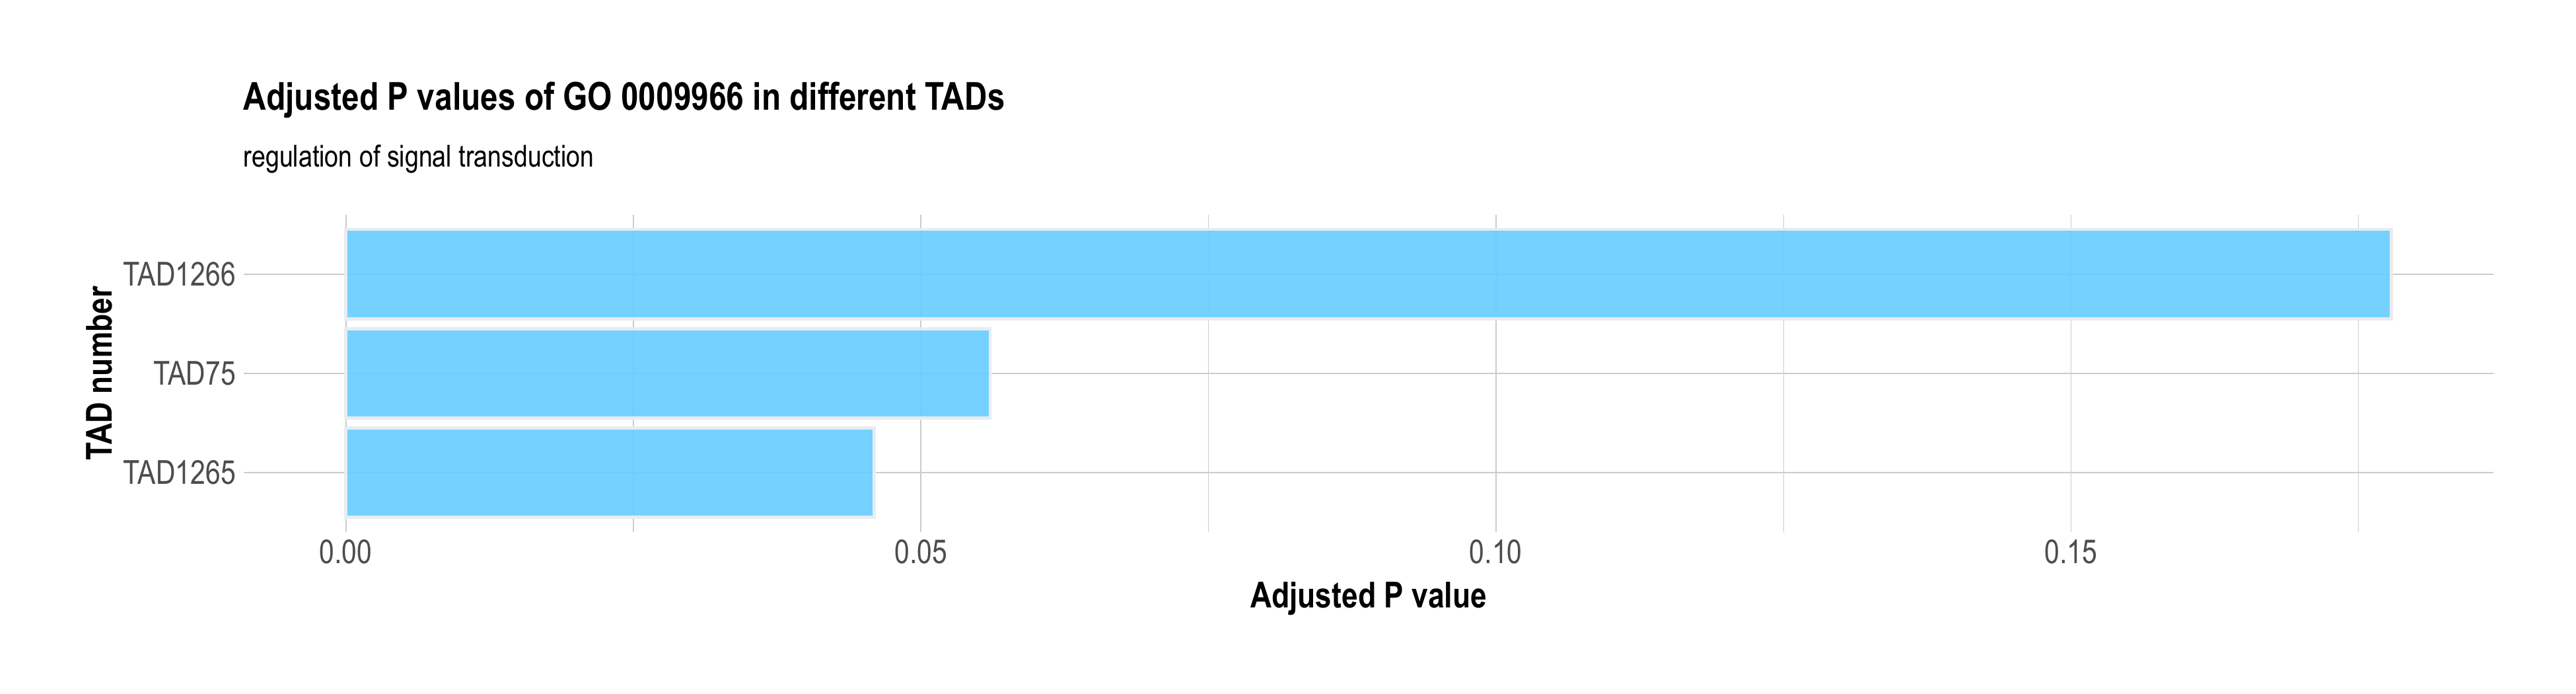 Adjusted P values of GO 0009966 in different TADs
regulation of signal transduction
TAD number
TAD1266
TAD75
TAD1265
0.00 0.05 0.10 0.15
Adjusted P value